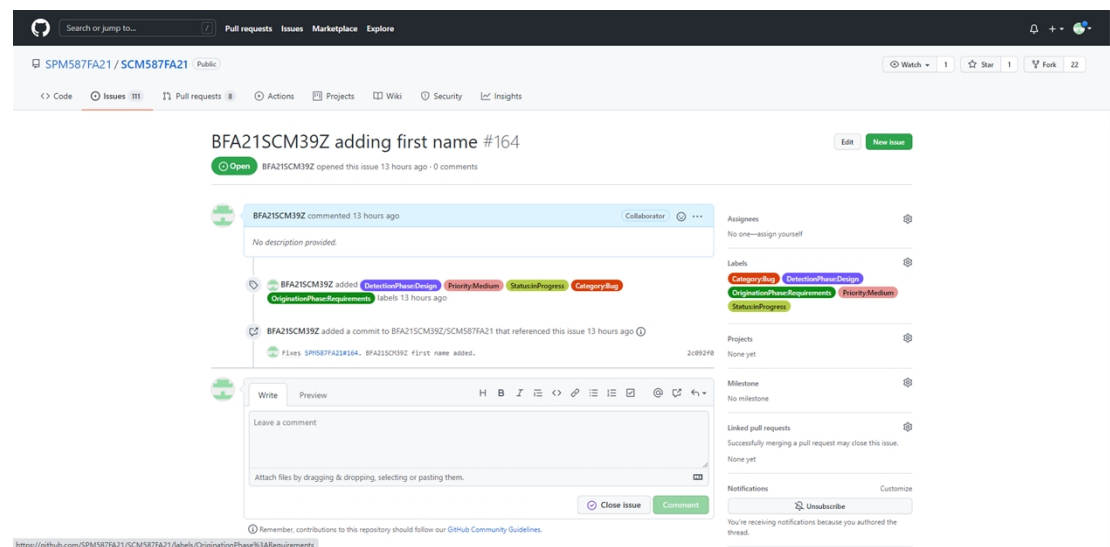 Search or jump to... / Pull requests Issues Marketplace Explore
SPM587FA21 / SCM587FA21 Public Watch 1 Star 1 Fork 22
Code Issues 111 Pull requests 8 Actions Projects Wiki Security Insights
BFA21SCM39Z adding first name #164 Edit New issue
Open BFA21SCM39Z opened this issue 13 hours ago · 0 comments
BFA21SCM39Z commented 13 hours ago Collaborator
No description provided.
BFA21SCM39Z added DetectionPhase:Design Priority:Medium Status:inProgress Category:Bug
OriginationPhase:Requirements labels 13 hours ago
BFA21SCM39Z added a commit to BFA21SCM39Z/SCM587FA21 that referenced this issue 13 hours ago
Fixes SPM587FA21#164. BFA21SCM39Z first name added. 2c092f0
Write Preview H B I
Leave a comment
Attach files by dragging & dropping, selecting or pasting them.
Close issue Comment
Remember, contributions to this repository should follow our GitHub Community Guidelines.
Assignees
No one—assign yourself
Labels
Category:Bug DetectionPhase:Design
OriginationPhase:Requirements Priority:Medium
Status:inProgress
Projects
None yet
Milestone
No milestone
Linked pull requests
Successfully merging a pull request may close this issue.
None yet
Notifications Customize
Unsubscribe
You're receiving notifications because you authored the
thread.
https://github.com/SPM587FA21/SCM587FA21/labels/OriginationPhase%3ARequirements